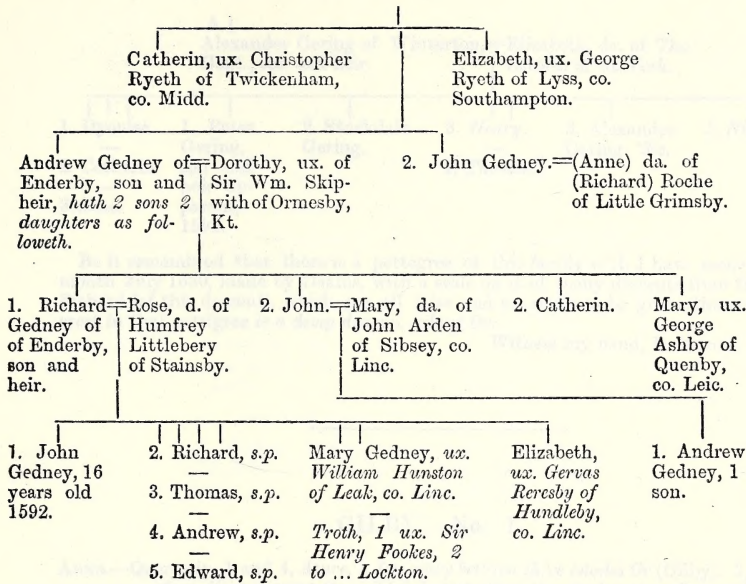 Catherin, ux. Christopher
Ryeth of Twickenham,
co. Midd.
Elizabeth, ux. George
Ryeth of Lyss, co.
Southampton.
Andrew Gedney of
Enderby, son and
heir, hath 2 sons 2
daughters as fol-
loweth.
=Dorothy, ux. of
Sir Wm. Skip-
with of Ormesby,
Kt.
2. John Gedney.=
(Anne) da. of
(Richard) Roche
of Little Grimsby.
1. Richard
Gedney of
of Enderby,
son and
heir.
=Rose, d. of
Humfrey
Littlebery
of Stainsby.
2. John.=
Mary, da. of
John Arden
of Sibsey, co.
Linc.
2. Catherin.
Mary, ux.
George
Ashby of
Quenby,
co. Leic.
1. John
Gedney, 16
years old
1592.
2. Richard, s.p.
—
3. Thomas, s.p.
—
4. Andrew, s.p.
—
5. Edward, s.p.
Mary Gedney, ux.
William Hunston
of Leak, co. Linc.
—
Troth, 1 ux. Sir
Henry Fookes, 2
to ... Lockton.
Elizabeth,
ux. Gervas
Reresby of
Hundleby,
co. Linc.
1. Andrew
Gedney, 1
son.